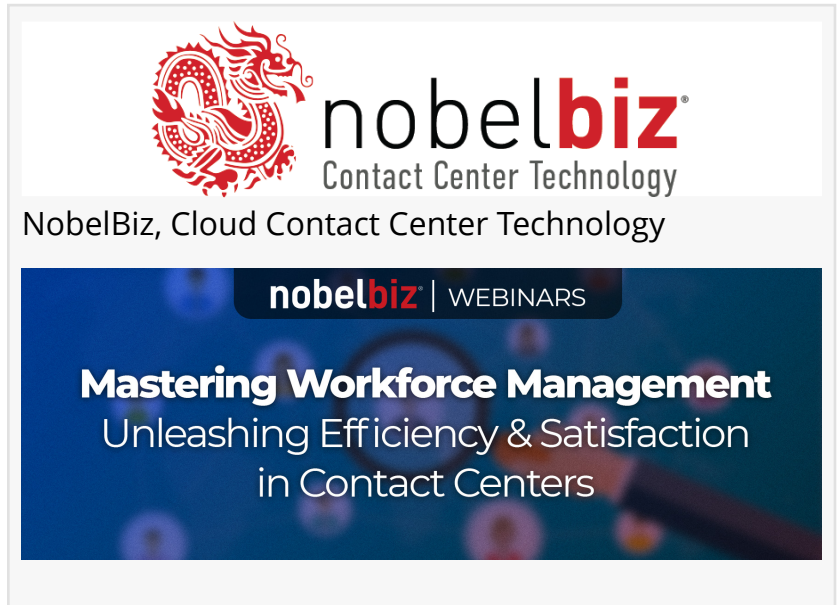 nobelbiz®
Contact Center Technology
NobelBiz, Cloud Contact Center Technology
nobelbiz® | WEBINARS
Mastering Workforce Management
Unleashing Efficiency & Satisfaction
in Contact Centers